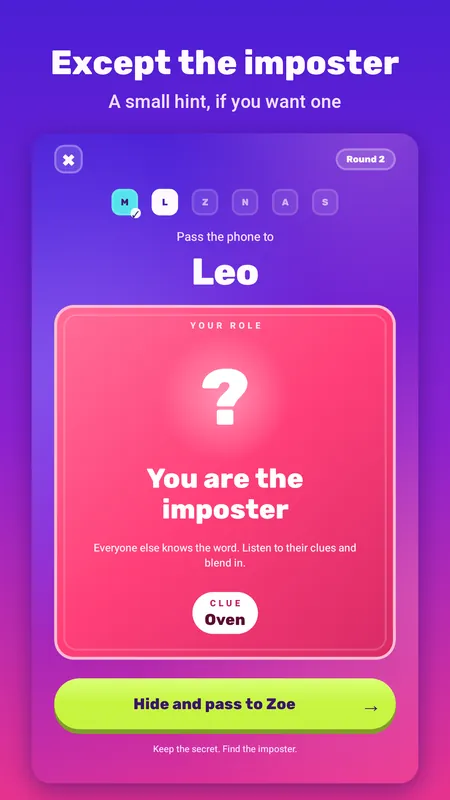 Except the imposter
A small hint, if you want one
✖
Round 2
M ✓ L Z N A S
Pass the phone to
Leo
YOUR ROLE
?
You are the
imposter
Everyone else knows the word. Listen to their clues and
blend in.
CLUE
Oven
Hide and pass to Zoe →
Keep the secret. Find the imposter.